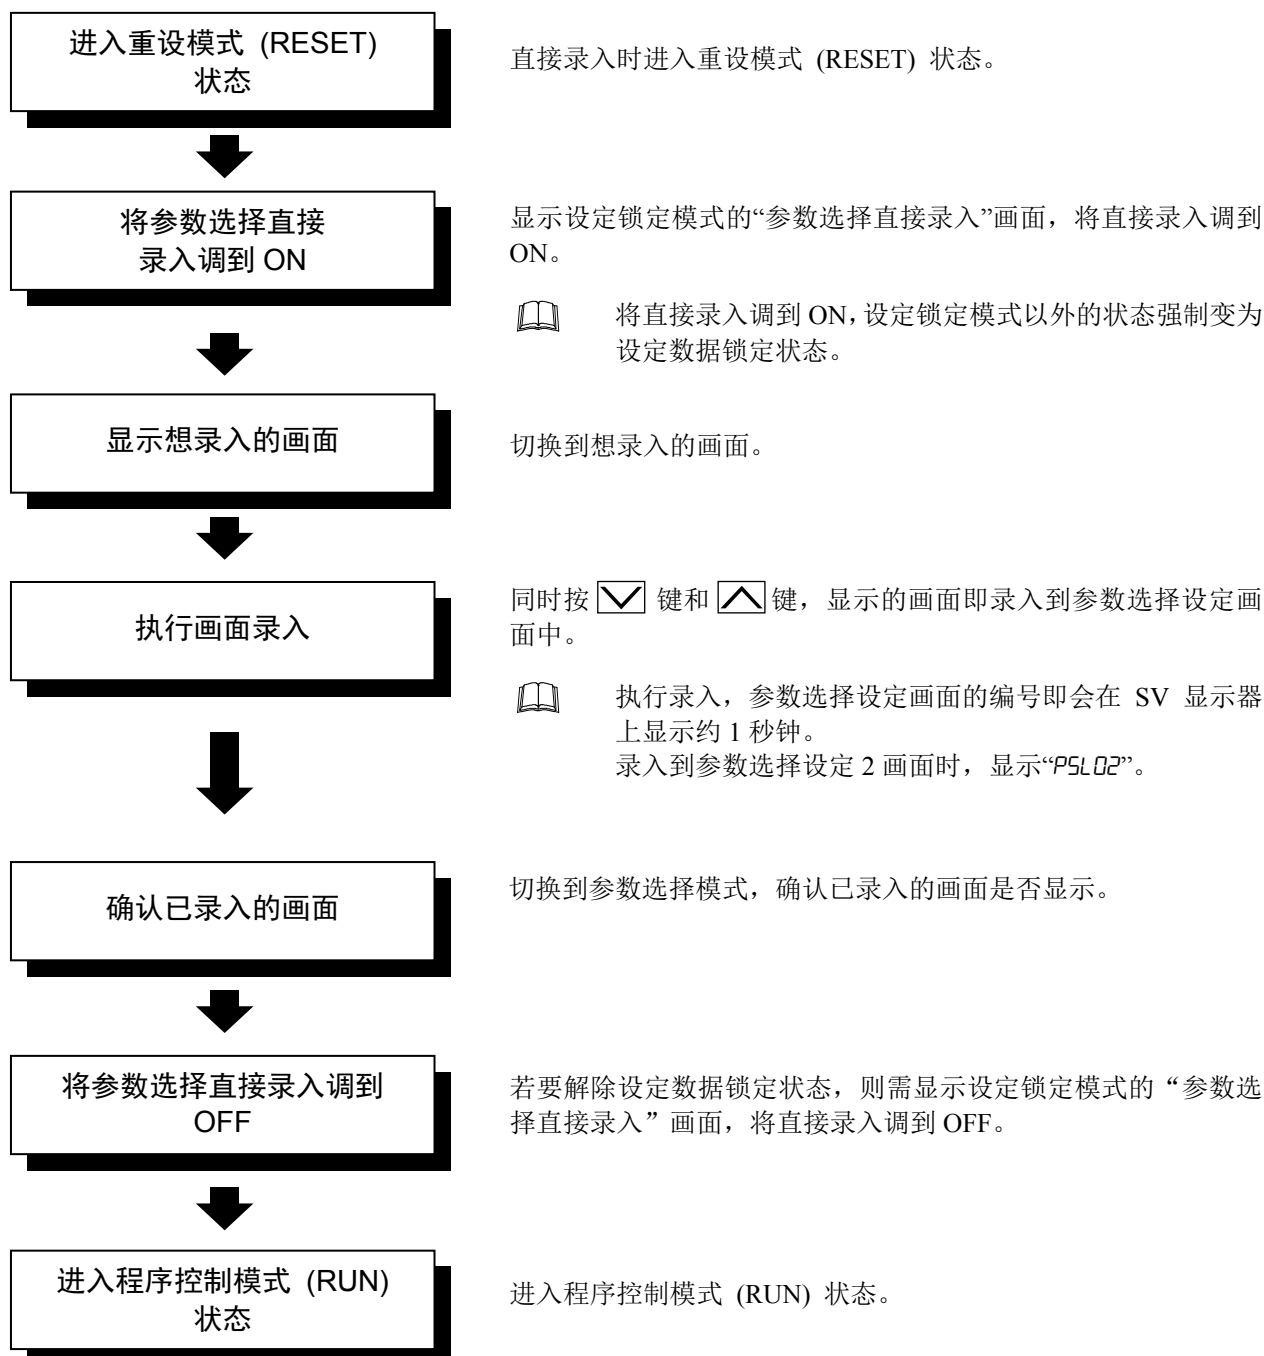 进入重设模式 (RESET)
状态
直接录入时进入重设模式 (RESET) 状态。
将参数选择直接
录入调到 ON
显示设定锁定模式的“参数选择直接录入”画面，将直接录入调到
ON。
将直接录入调到 ON，设定锁定模式以外的状态强制变为
设定数据锁定状态。
显示想录入的画面
切换到想录入的画面。
执行画面录入
同时按 键和 键，显示的画面即录入到参数选择设定画
面中。
执行录入，参数选择设定画面的编号即会在 SV 显示器
上显示约 1 秒钟。
录入到参数选择设定 2 画面时，显示“PSL02”。
确认已录入的画面
切换到参数选择模式，确认已录入的画面是否显示。
将参数选择直接录入调到
OFF
若要解除设定数据锁定状态，则需显示设定锁定模式的“参数选
择直接录入”画面，将直接录入调到 OFF。
进入程序控制模式 (RUN)
状态
进入程序控制模式 (RUN) 状态。